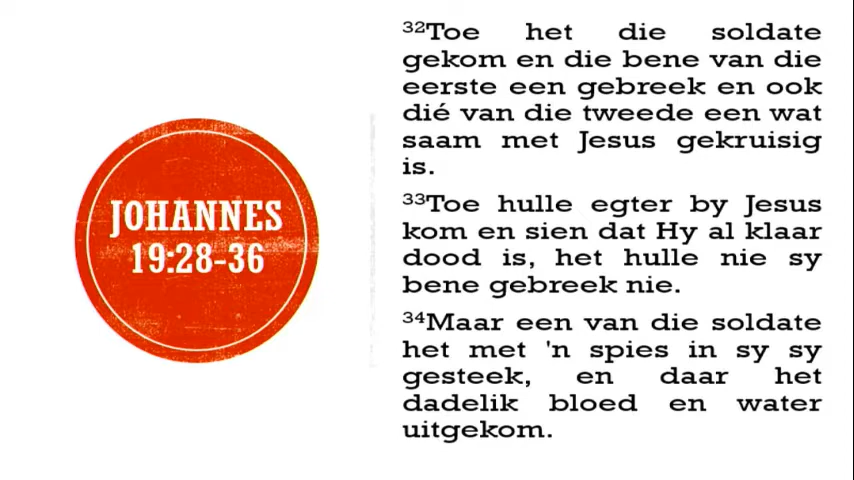 JOHANNES
19:28-36
³²Toe het die soldate
gekom en die bene van die
eerste een gebreek en ook
dié van die tweede een wat
saam met Jesus gekruisig
is.
³³Toe hulle egter by Jesus
kom en sien dat Hy al klaar
dood is, het hulle nie sy
bene gebreek nie.
³⁴Maar een van die soldate
het met 'n spies in sy sy
gesteek, en daar het
dadelik bloed en water
uitgekom.